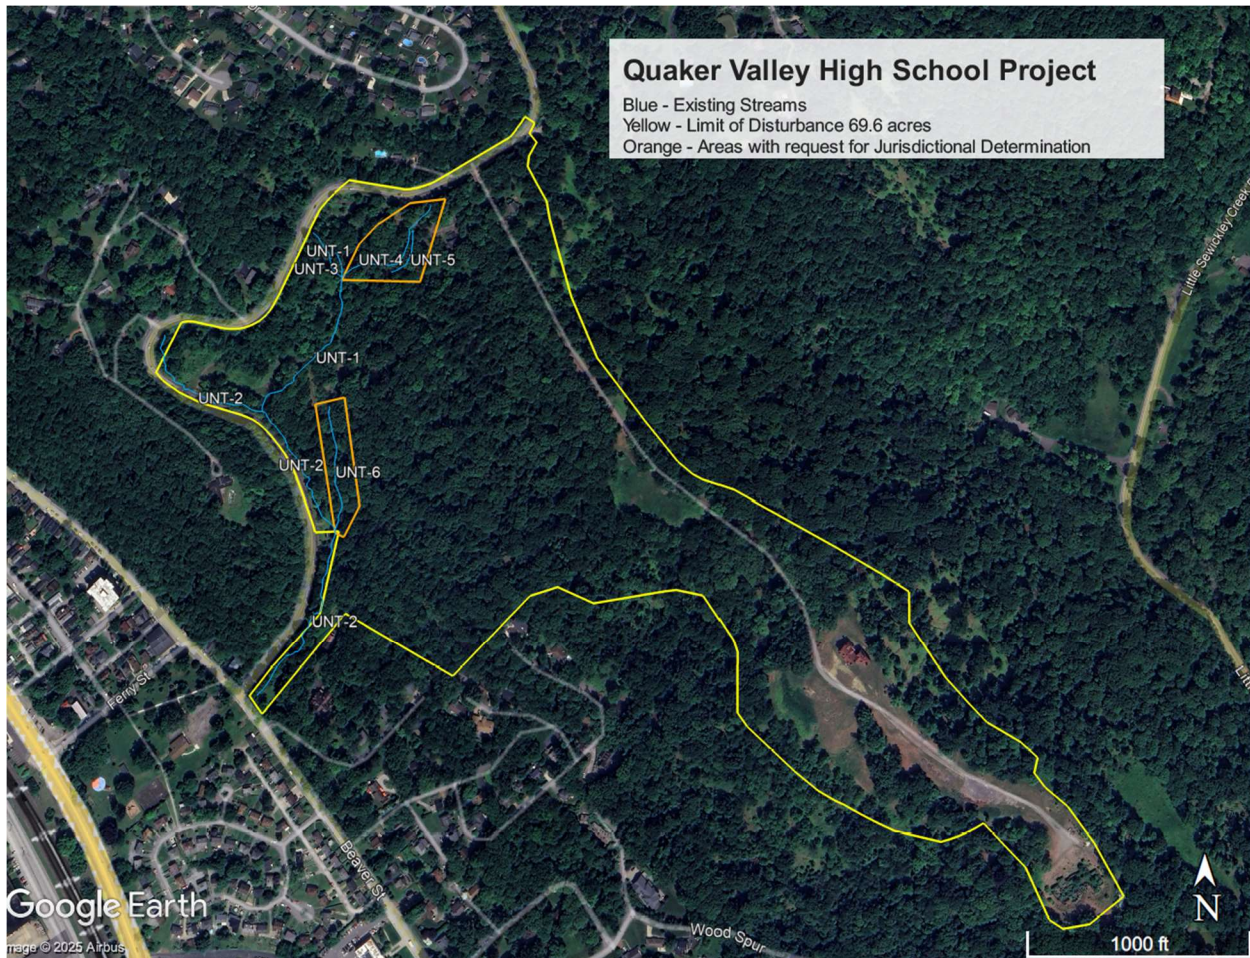 Quaker Valley High School Project
Blue - Existing Streams
Yellow - Limit of Disturbance 69.6 acres
Orange - Areas with request for Jurisdictional Determination
Little Sewickley Creek
UNT-1
UNT-3
UNT-4
UNT-5
UNT-1
UNT-2
UNT-2
UNT-6
UNT-2
Ferry St
Beaver St
Wood Spur
Google Earth
mage © 2025 Airbus
N
1000 ft